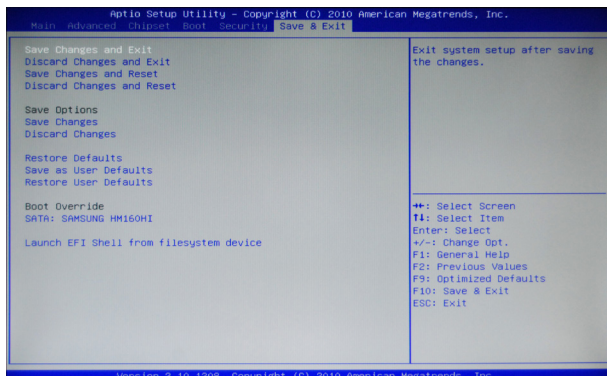 Aptio Setup Utility - Copyright (C) 2010 American Megatrends, Inc.
Main Advanced Chipset Boot Security Save & Exit
Save Changes and Exit
Discard Changes and Exit
Save Changes and Reset
Discard Changes and Reset
Save Options
Save Changes
Discard Changes
Restore Defaults
Save as User Defaults
Restore User Defaults
Boot Override
SATA: SAMSUNG HM160HI
Launch EFI Shell from filesystem device
Exit system setup after saving
the changes.
→←: Select Screen
↑↓: Select Item
Enter: Select
+/-: Change Opt.
F1: General Help
F2: Previous Values
F9: Optimized Defaults
F10: Save & Exit
ESC: Exit
Version 2.10.1208. Copyright (C) 2010 American Megatrends, Inc.